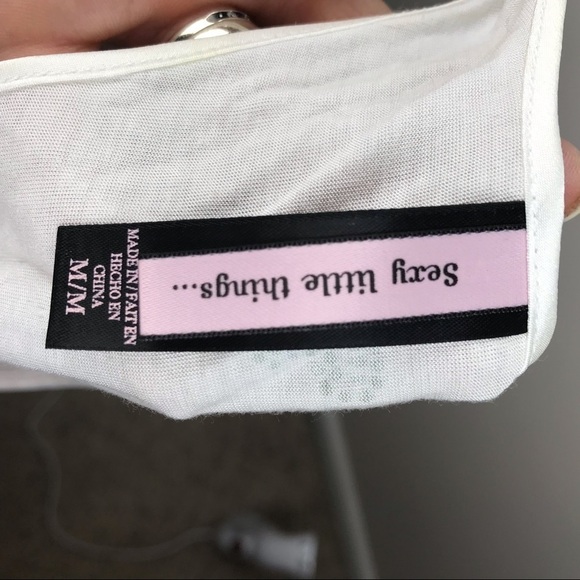 Sexy little things...
MADE IN / FAIT EN
HECHO EN
CHINA
M/M